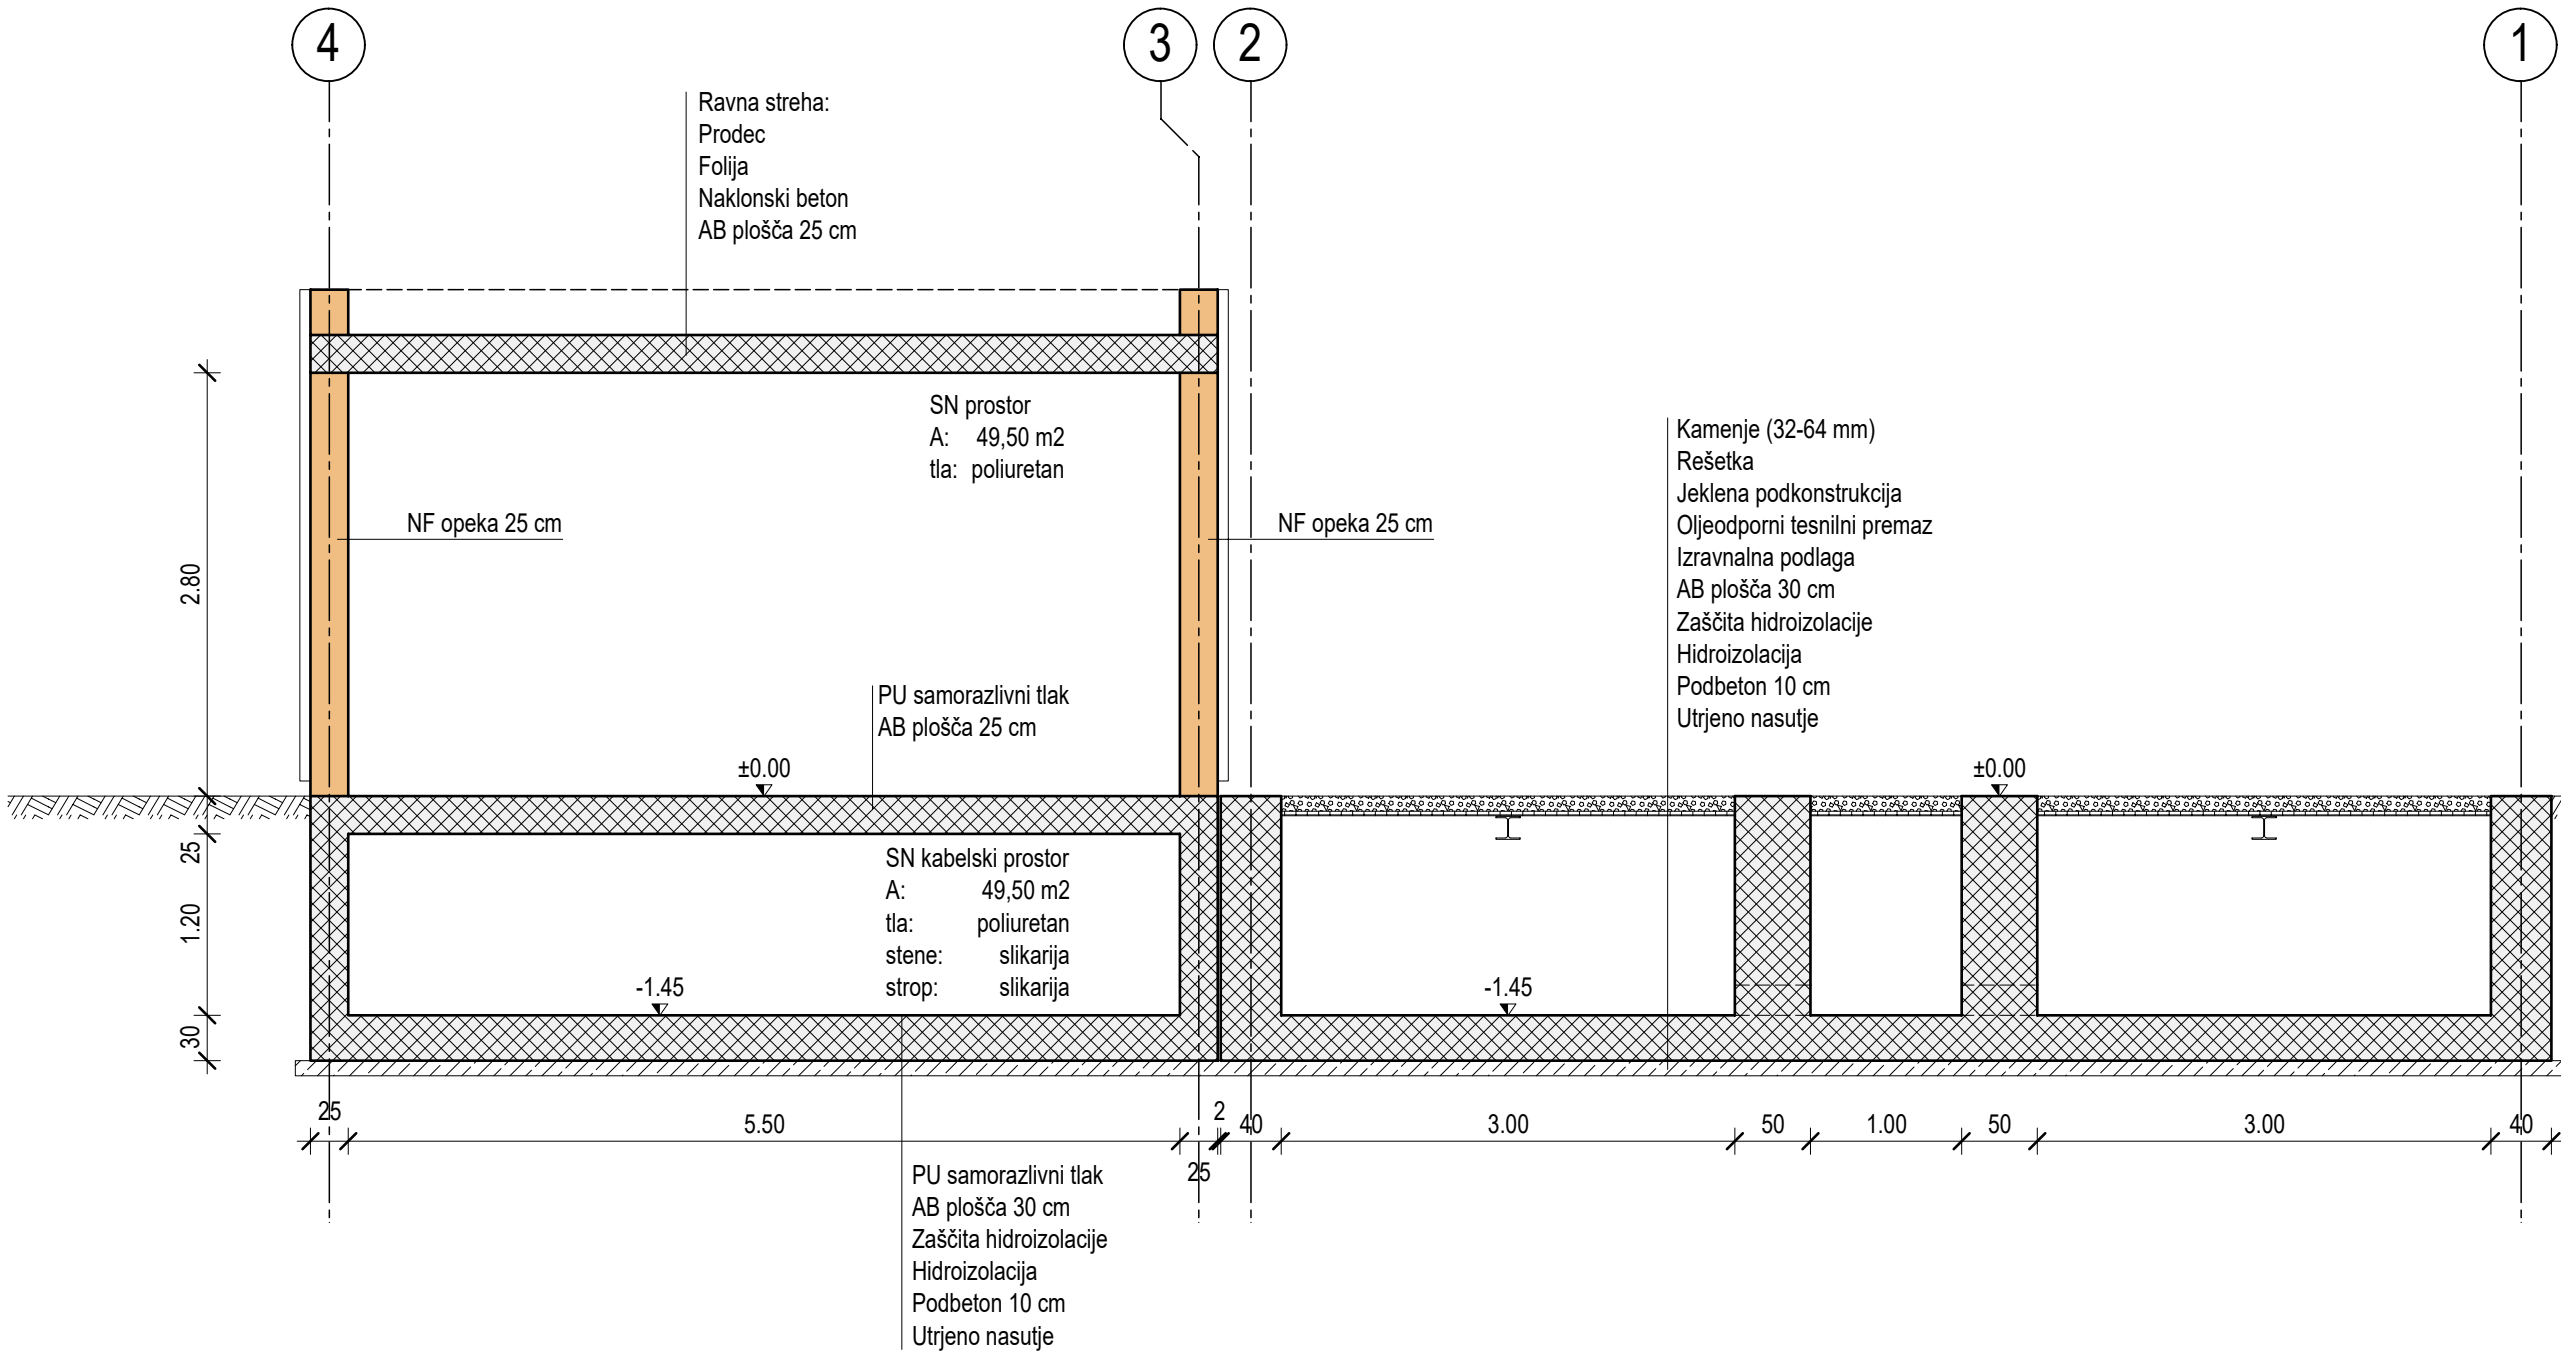 4
3
2
1
Ravna streha:
Prodec
Folija
Naklonski beton
AB plošča 25 cm
SN prostor
A: 49,50 m2
tla: poliuretan
NF opeka 25 cm
NF opeka 25 cm
Kamenje (32-64 mm)
Rešetka
Jeklena podkonstrukcija
Oljeodporni tesnilni premaz
Izravnalna podlaga
AB plošča 30 cm
Zaščita hidroizolacije
Hidroizolacija
Podbeton 10 cm
Utrjeno nasutje
2.80
PU samorazlivni tlak
AB plošča 25 cm
±0.00
±0.00
25
1.20
30
SN kabelski prostor
A: 49,50 m2
tla: poliuretan
stene: slikarija
strop: slikarija
-1.45
-1.45
25
5.50
25
2
40
3.00
50
1.00
50
3.00
40
PU samorazlivni tlak
AB plošča 30 cm
Zaščita hidroizolacije
Hidroizolacija
Podbeton 10 cm
Utrjeno nasutje